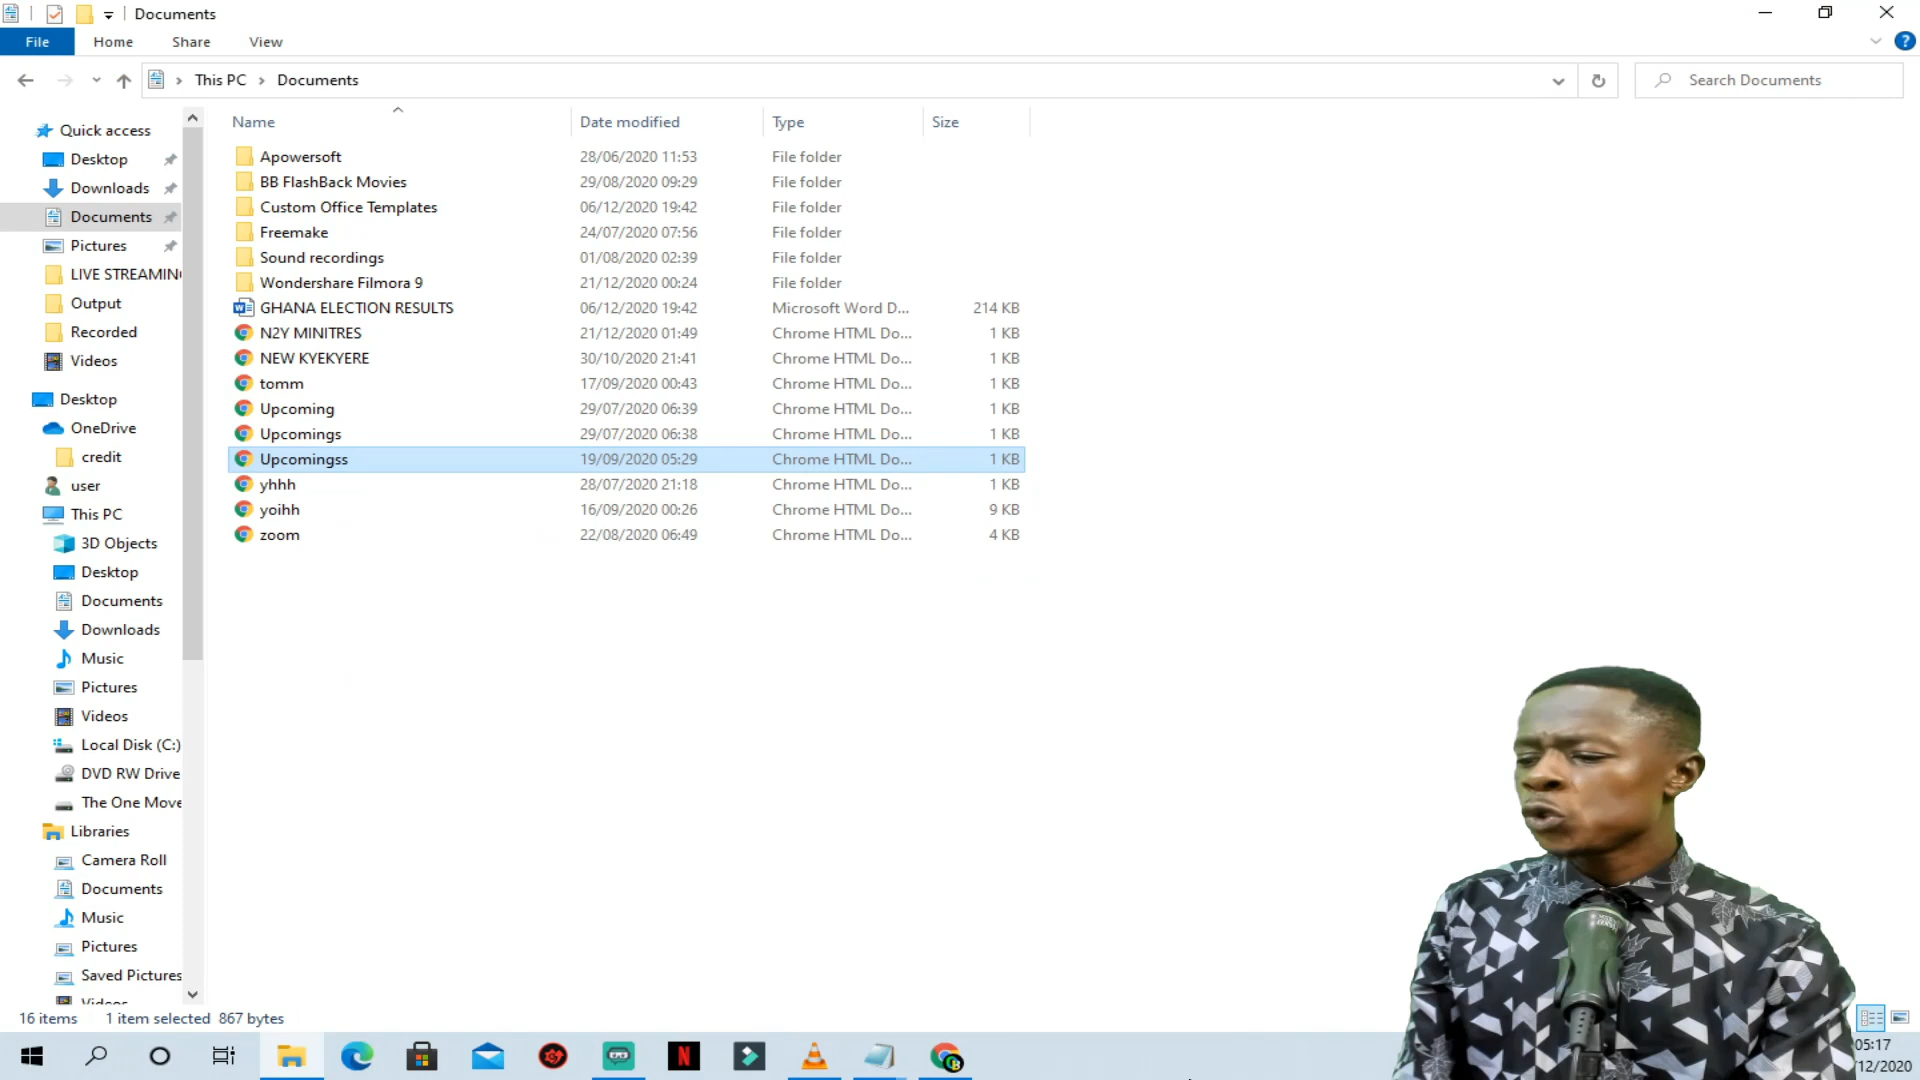 Documents
File Home Share View
This PC Documents Search Documents
Name Date modified Type Size
Quick access
Desktop
Downloads
Documents
Pictures
LIVE STREAMIN
Output
Recorded
Videos
Desktop
OneDrive
credit
user
This PC
3D Objects
Desktop
Documents
Downloads
Music
Pictures
Videos
Local Disk (C:)
DVD RW Drive
The One Move
Libraries
Camera Roll
Documents
Music
Pictures
Saved Pictures
Videos
Apowersoft 28/06/2020 11:53 File folder
BB FlashBack Movies 29/08/2020 09:29 File folder
Custom Office Templates 06/12/2020 19:42 File folder
Freemake 24/07/2020 07:56 File folder
Sound recordings 01/08/2020 02:39 File folder
Wondershare Filmora 9 21/12/2020 00:24 File folder
GHANA ELECTION RESULTS 06/12/2020 19:42 Microsoft Word D... 214 KB
N2Y MINITRES 21/12/2020 01:49 Chrome HTML Do... 1 KB
NEW KYEKYERE 30/10/2020 21:41 Chrome HTML Do... 1 KB
tomm 17/09/2020 00:43 Chrome HTML Do... 1 KB
Upcoming 29/07/2020 06:39 Chrome HTML Do... 1 KB
Upcomings 29/07/2020 06:38 Chrome HTML Do... 1 KB
Upcomingss 19/09/2020 05:29 Chrome HTML Do... 1 KB
yhhh 28/07/2020 21:18 Chrome HTML Do... 1 KB
yoihh 16/09/2020 00:26 Chrome HTML Do... 9 KB
zoom 22/08/2020 06:49 Chrome HTML Do... 4 KB
16 items 1 item selected 867 bytes
05:17
/12/2020